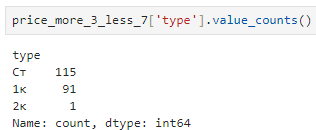 price_more_3_less_7['type'].value_counts()
type
Ст    115
1к     91
2к      1
Name: count, dtype: int64